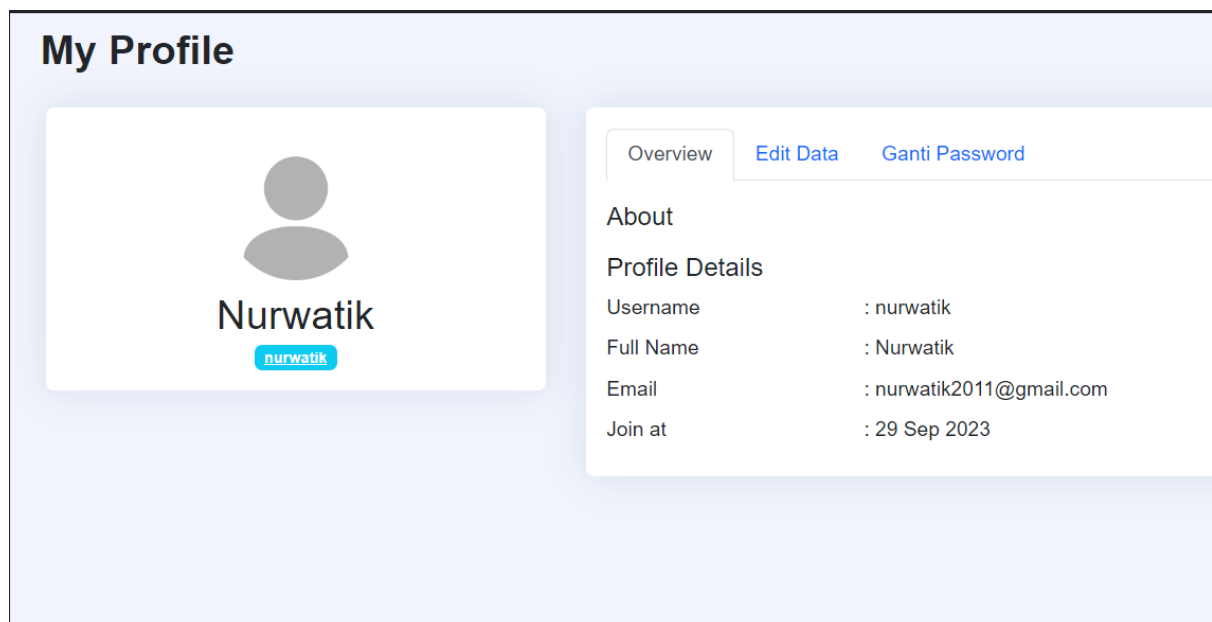 My Profile
Nurwatik
nurwatik
Overview Edit Data Ganti Password
About
Profile Details
Username : nurwatik
Full Name : Nurwatik
Email : nurwatik2011@gmail.com
Join at : 29 Sep 2023